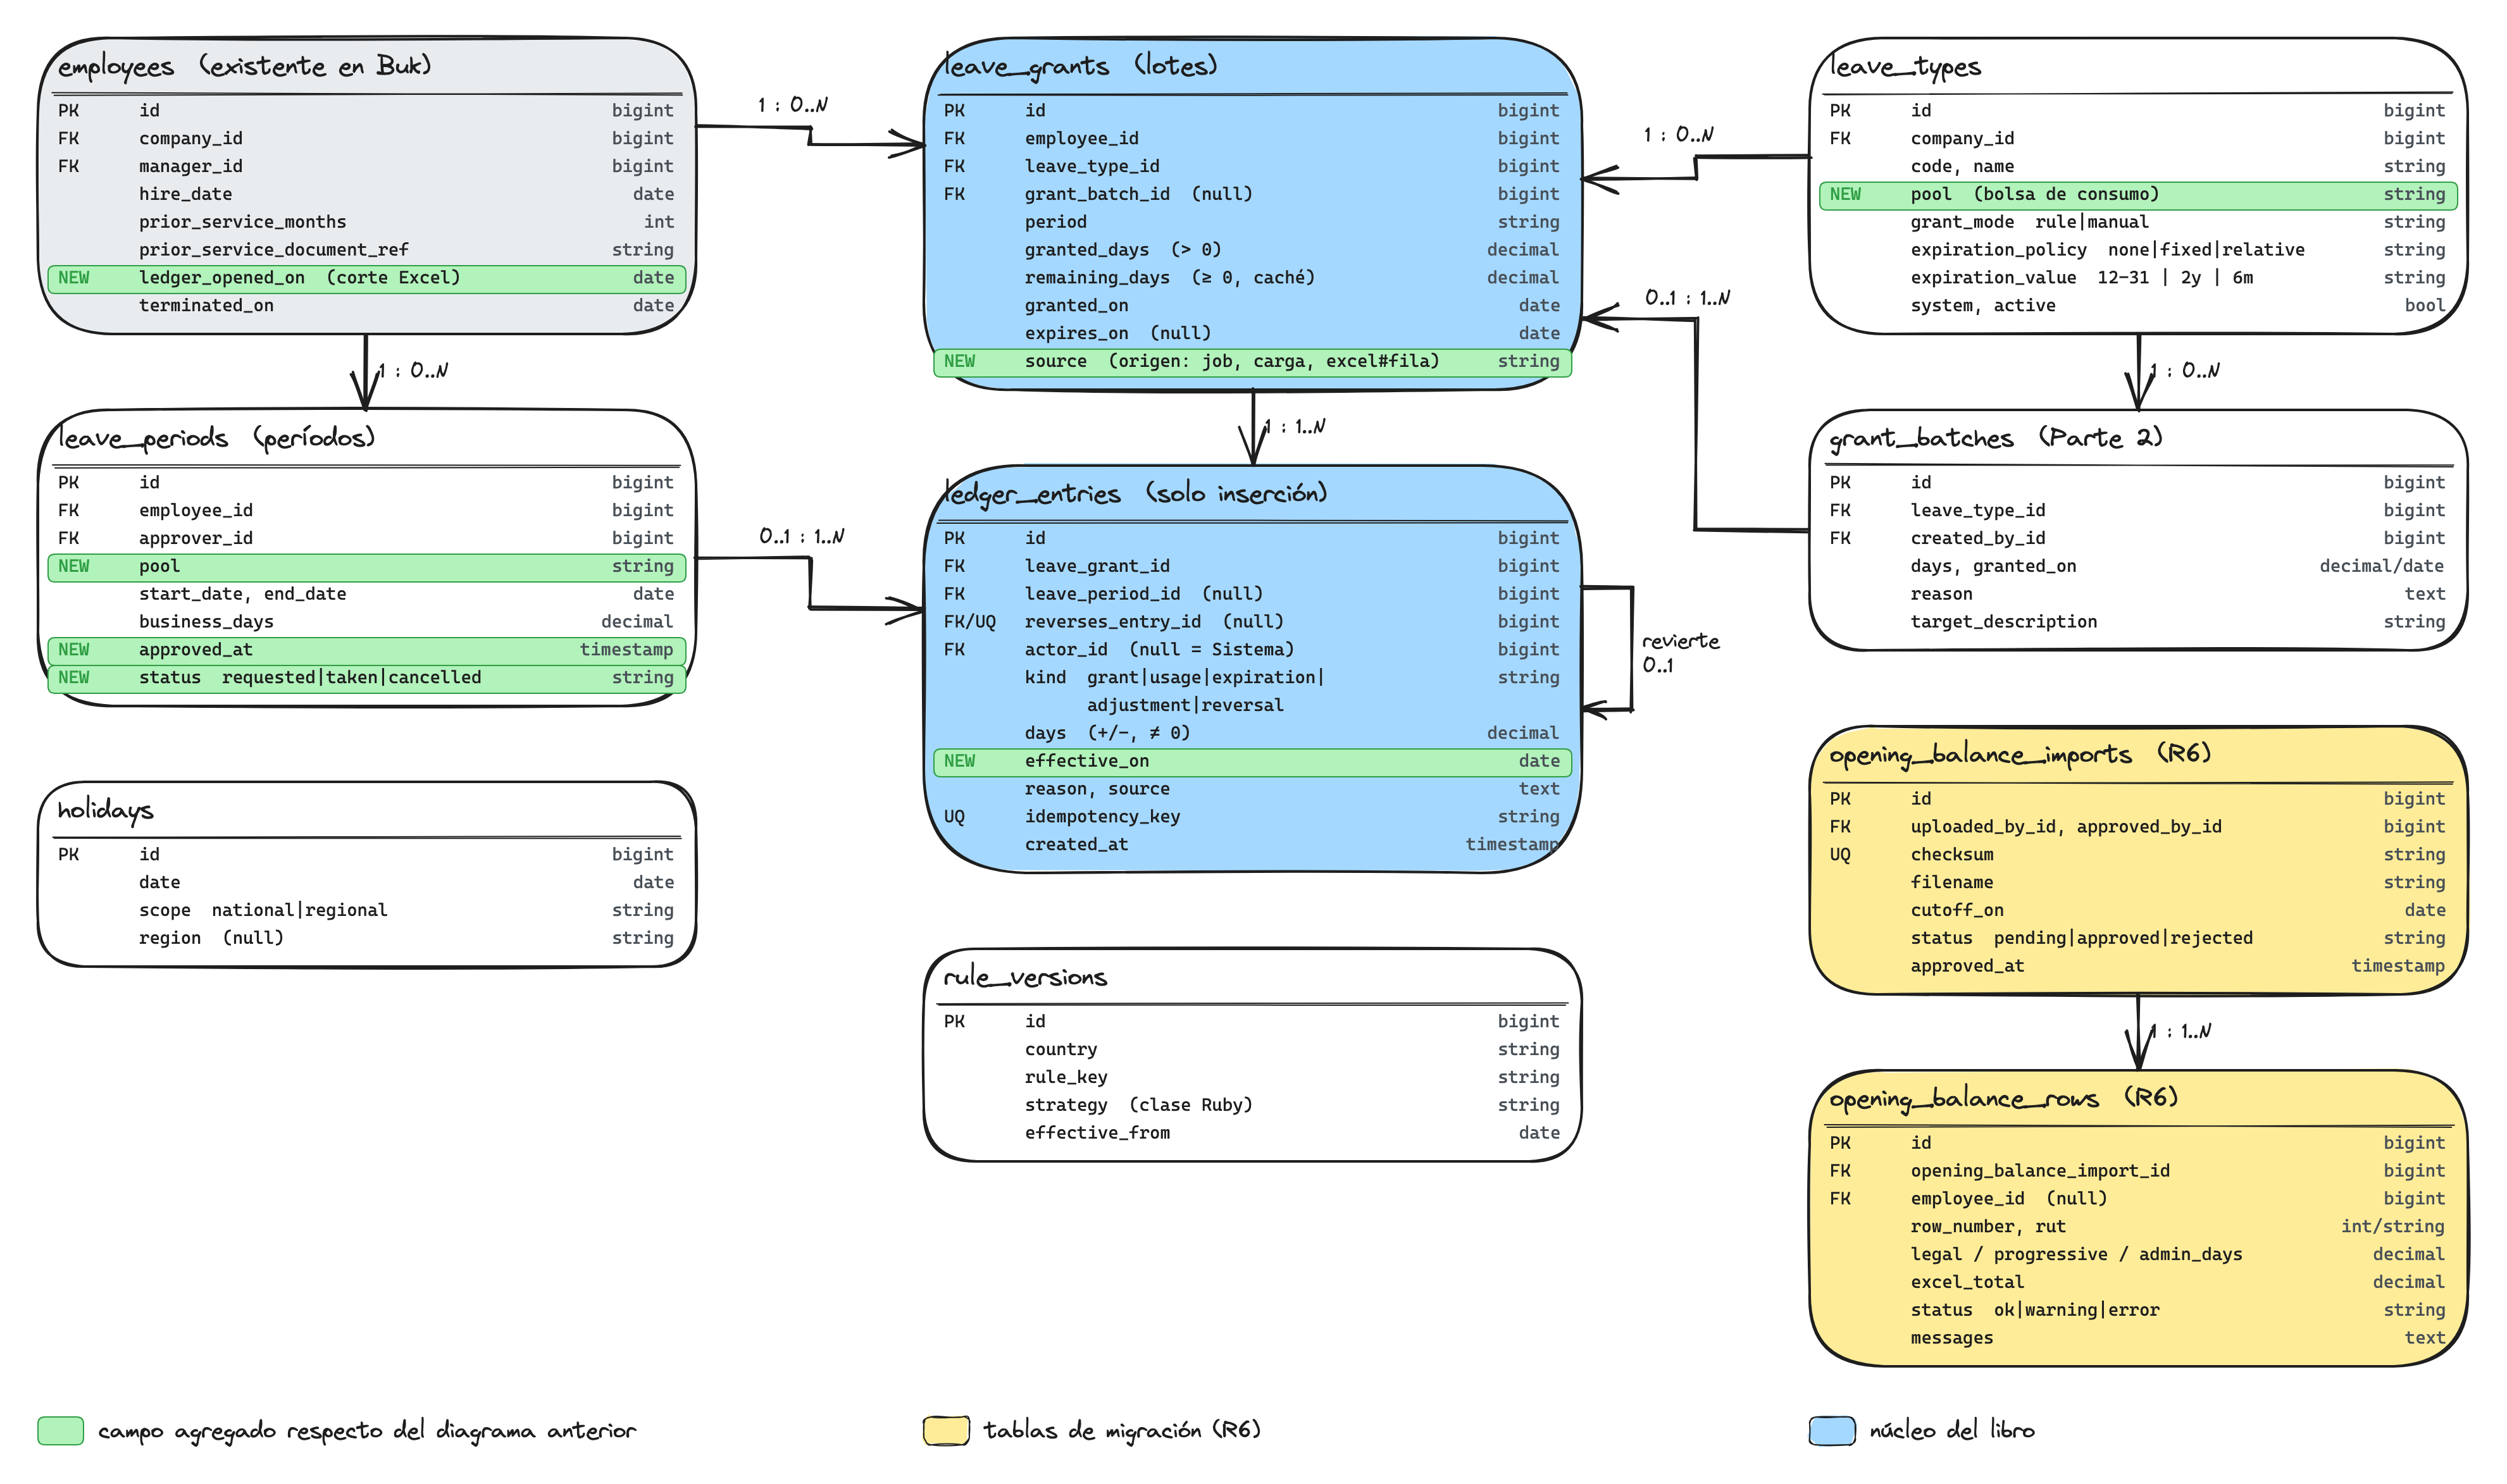 employees (existente en Buk)
PK id bigint
FK company_id bigint
FK manager_id bigint
hire_date date
prior_service_months int
prior_service_document_ref string
NEW ledger_opened_on (corte Excel) date
terminated_on date
1 : 0..N
1 : 0..N
leave_periods (períodos)
PK id bigint
FK employee_id bigint
FK approver_id bigint
NEW pool string
start_date, end_date date
business_days decimal
NEW approved_at timestamp
NEW status requested|taken|cancelled string
0..1 : 1..N
holidays
PK id bigint
date date
scope national|regional string
region (null) string
leave_grants (lotes)
PK id bigint
FK employee_id bigint
FK leave_type_id bigint
FK grant_batch_id (null) bigint
period string
granted_days (> 0) decimal
remaining_days (≥ 0, caché) decimal
granted_on date
expires_on (null) date
NEW source (origen: job, carga, excel#fila) string
1 : 1..N
ledger_entries (solo inserción)
PK id bigint
FK leave_grant_id bigint
FK leave_period_id (null) bigint
FK/UQ reverses_entry_id (null) bigint
FK actor_id (null = Sistema) bigint
kind grant|usage|expiration| string
adjustment|reversal
days (+/-, ≠ 0) decimal
NEW effective_on date
reason, source text
UQ idempotency_key string
created_at timestamp
revierte
0..1
rule_versions
PK id bigint
country string
rule_key string
strategy (clase Ruby) string
effective_from date
1 : 0..N
0..1 : 1..N
leave_types
PK id bigint
FK company_id bigint
code, name string
NEW pool (bolsa de consumo) string
grant_mode rule|manual string
expiration_policy none|fixed|relative string
expiration_value 12-31 | 2y | 6m string
system, active bool
1 : 0..N
grant_batches (Parte 2)
PK id bigint
FK leave_type_id bigint
FK created_by_id bigint
days, granted_on decimal/date
reason text
target_description string
opening_balance_imports (R6)
PK id bigint
FK uploaded_by_id, approved_by_id bigint
UQ checksum string
filename string
cutoff_on date
status pending|approved|rejected string
approved_at timestamp
1 : 1..N
opening_balance_rows (R6)
PK id bigint
FK opening_balance_import_id bigint
FK employee_id (null) bigint
row_number, rut int/string
legal / progressive / admin_days decimal
excel_total decimal
status ok|warning|error string
messages text
campo agregado respecto del diagrama anterior
tablas de migración (R6)
núcleo del libro